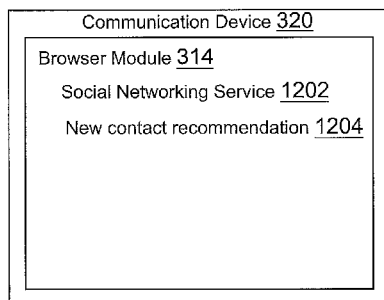 Communication Device 320
Browser Module 314
Social Networking Service 1202
New contact recommendation 1204